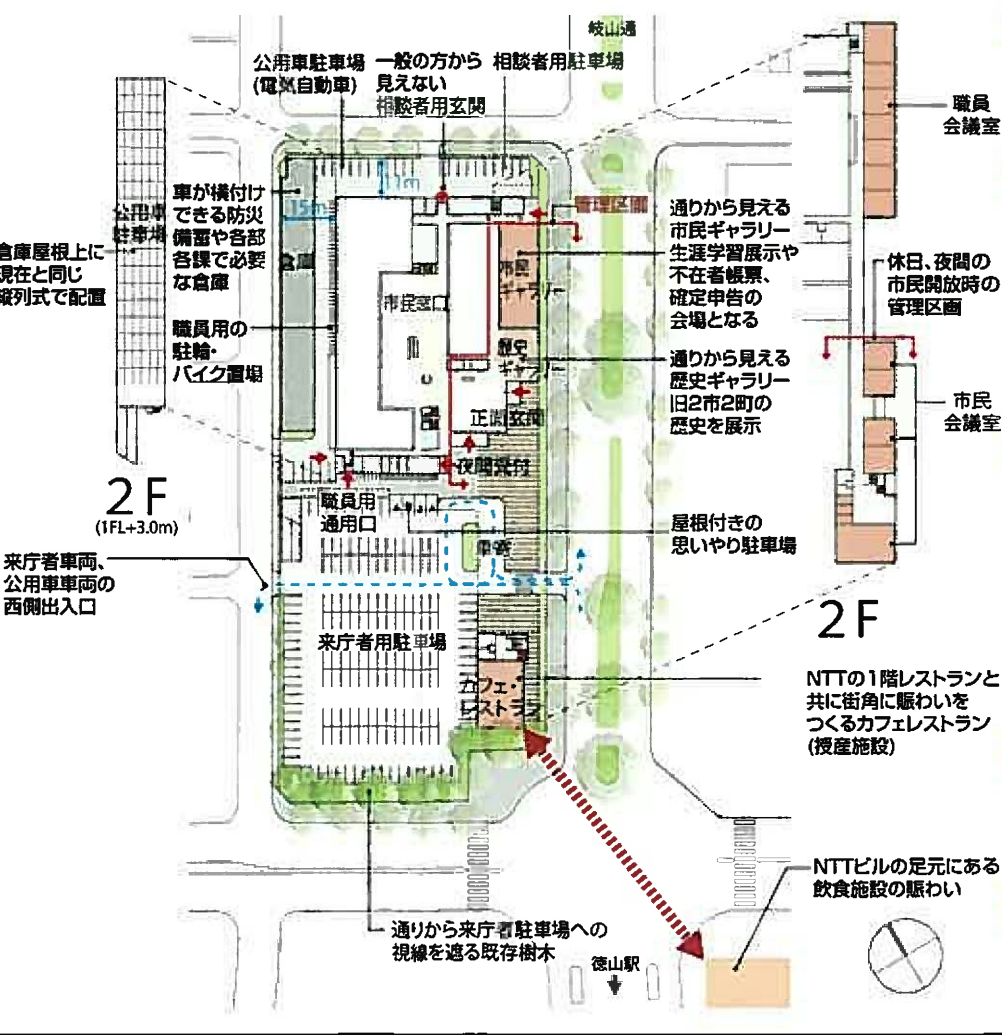 岐山通
公用車駐車場
(電気自動車)
一般の方から
見えない
相談者用玄関
相談者用駐車場
職員
会議室
11m
15m
公用車
駐車場
倉庫屋根上に
現在と同じ
縦列式で配置
車が横付け
できる防災
備蓄や各部
各課で必要
な倉庫
倉庫
管理区画
通りから見える
市民ギャラリー
生涯学習展示や
不在者帳票、
確定申告の
会場となる
市民
ギャラリー
市民窓口
休日、夜間の
市民開放時の
管理区画
職員用の
駐輪・
バイク置場
歴史
ギャラリー
通りから見える
歴史ギャラリー
旧2市2町の
歴史を展示
正面玄関
市民
会議室
夜間受付
2F
(1FL+3.0m)
職員用
通用口
車寄
屋根付きの
思いやり駐車場
来庁者車両、
公用車車両の
西側出入口
2F
来庁者用駐車場
カフェ・
レストラン
NTTの1階レストランと
共に街角に賑わいを
つくるカフェレストラン
(授産施設)
NTTビルの足元にある
飲食施設の賑わい
通りから来庁者駐車場への
視線を遮る既存樹木
徳山駅